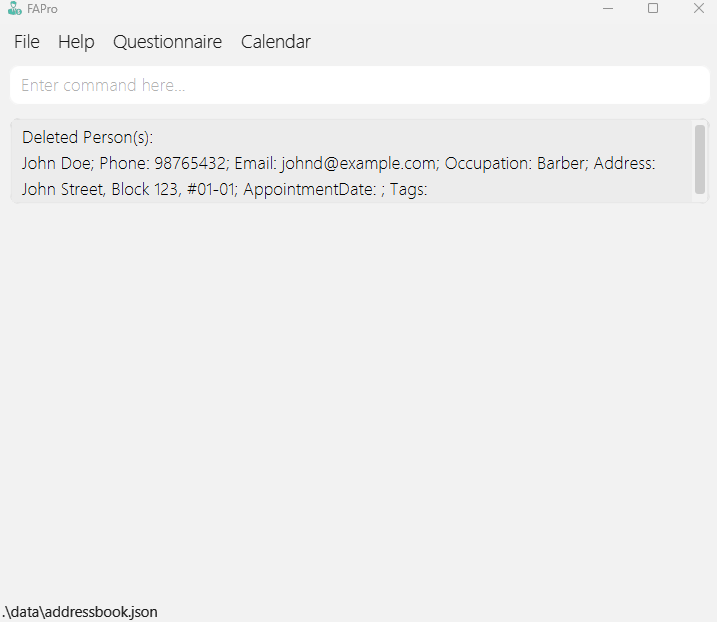 FAPro
File Help Questionnaire Calendar
Enter command here...
Deleted Person(s):
John Doe; Phone: 98765432; Email: johnd@example.com; Occupation: Barber; Address:
John Street, Block 123, #01-01; AppointmentDate: ; Tags:
.\data\addressbook.json